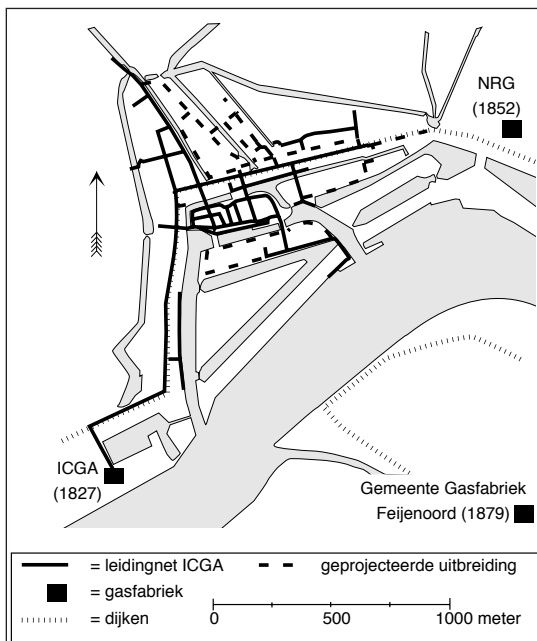 NRG
(1852)
ICGA
(1827)
Gemeente Gasfabriek
Feijenoord (1879)
= leidingnet ICGA
geprojecteerde uitbreiding
= gasfabriek
= dijken
0 500 1000 meter